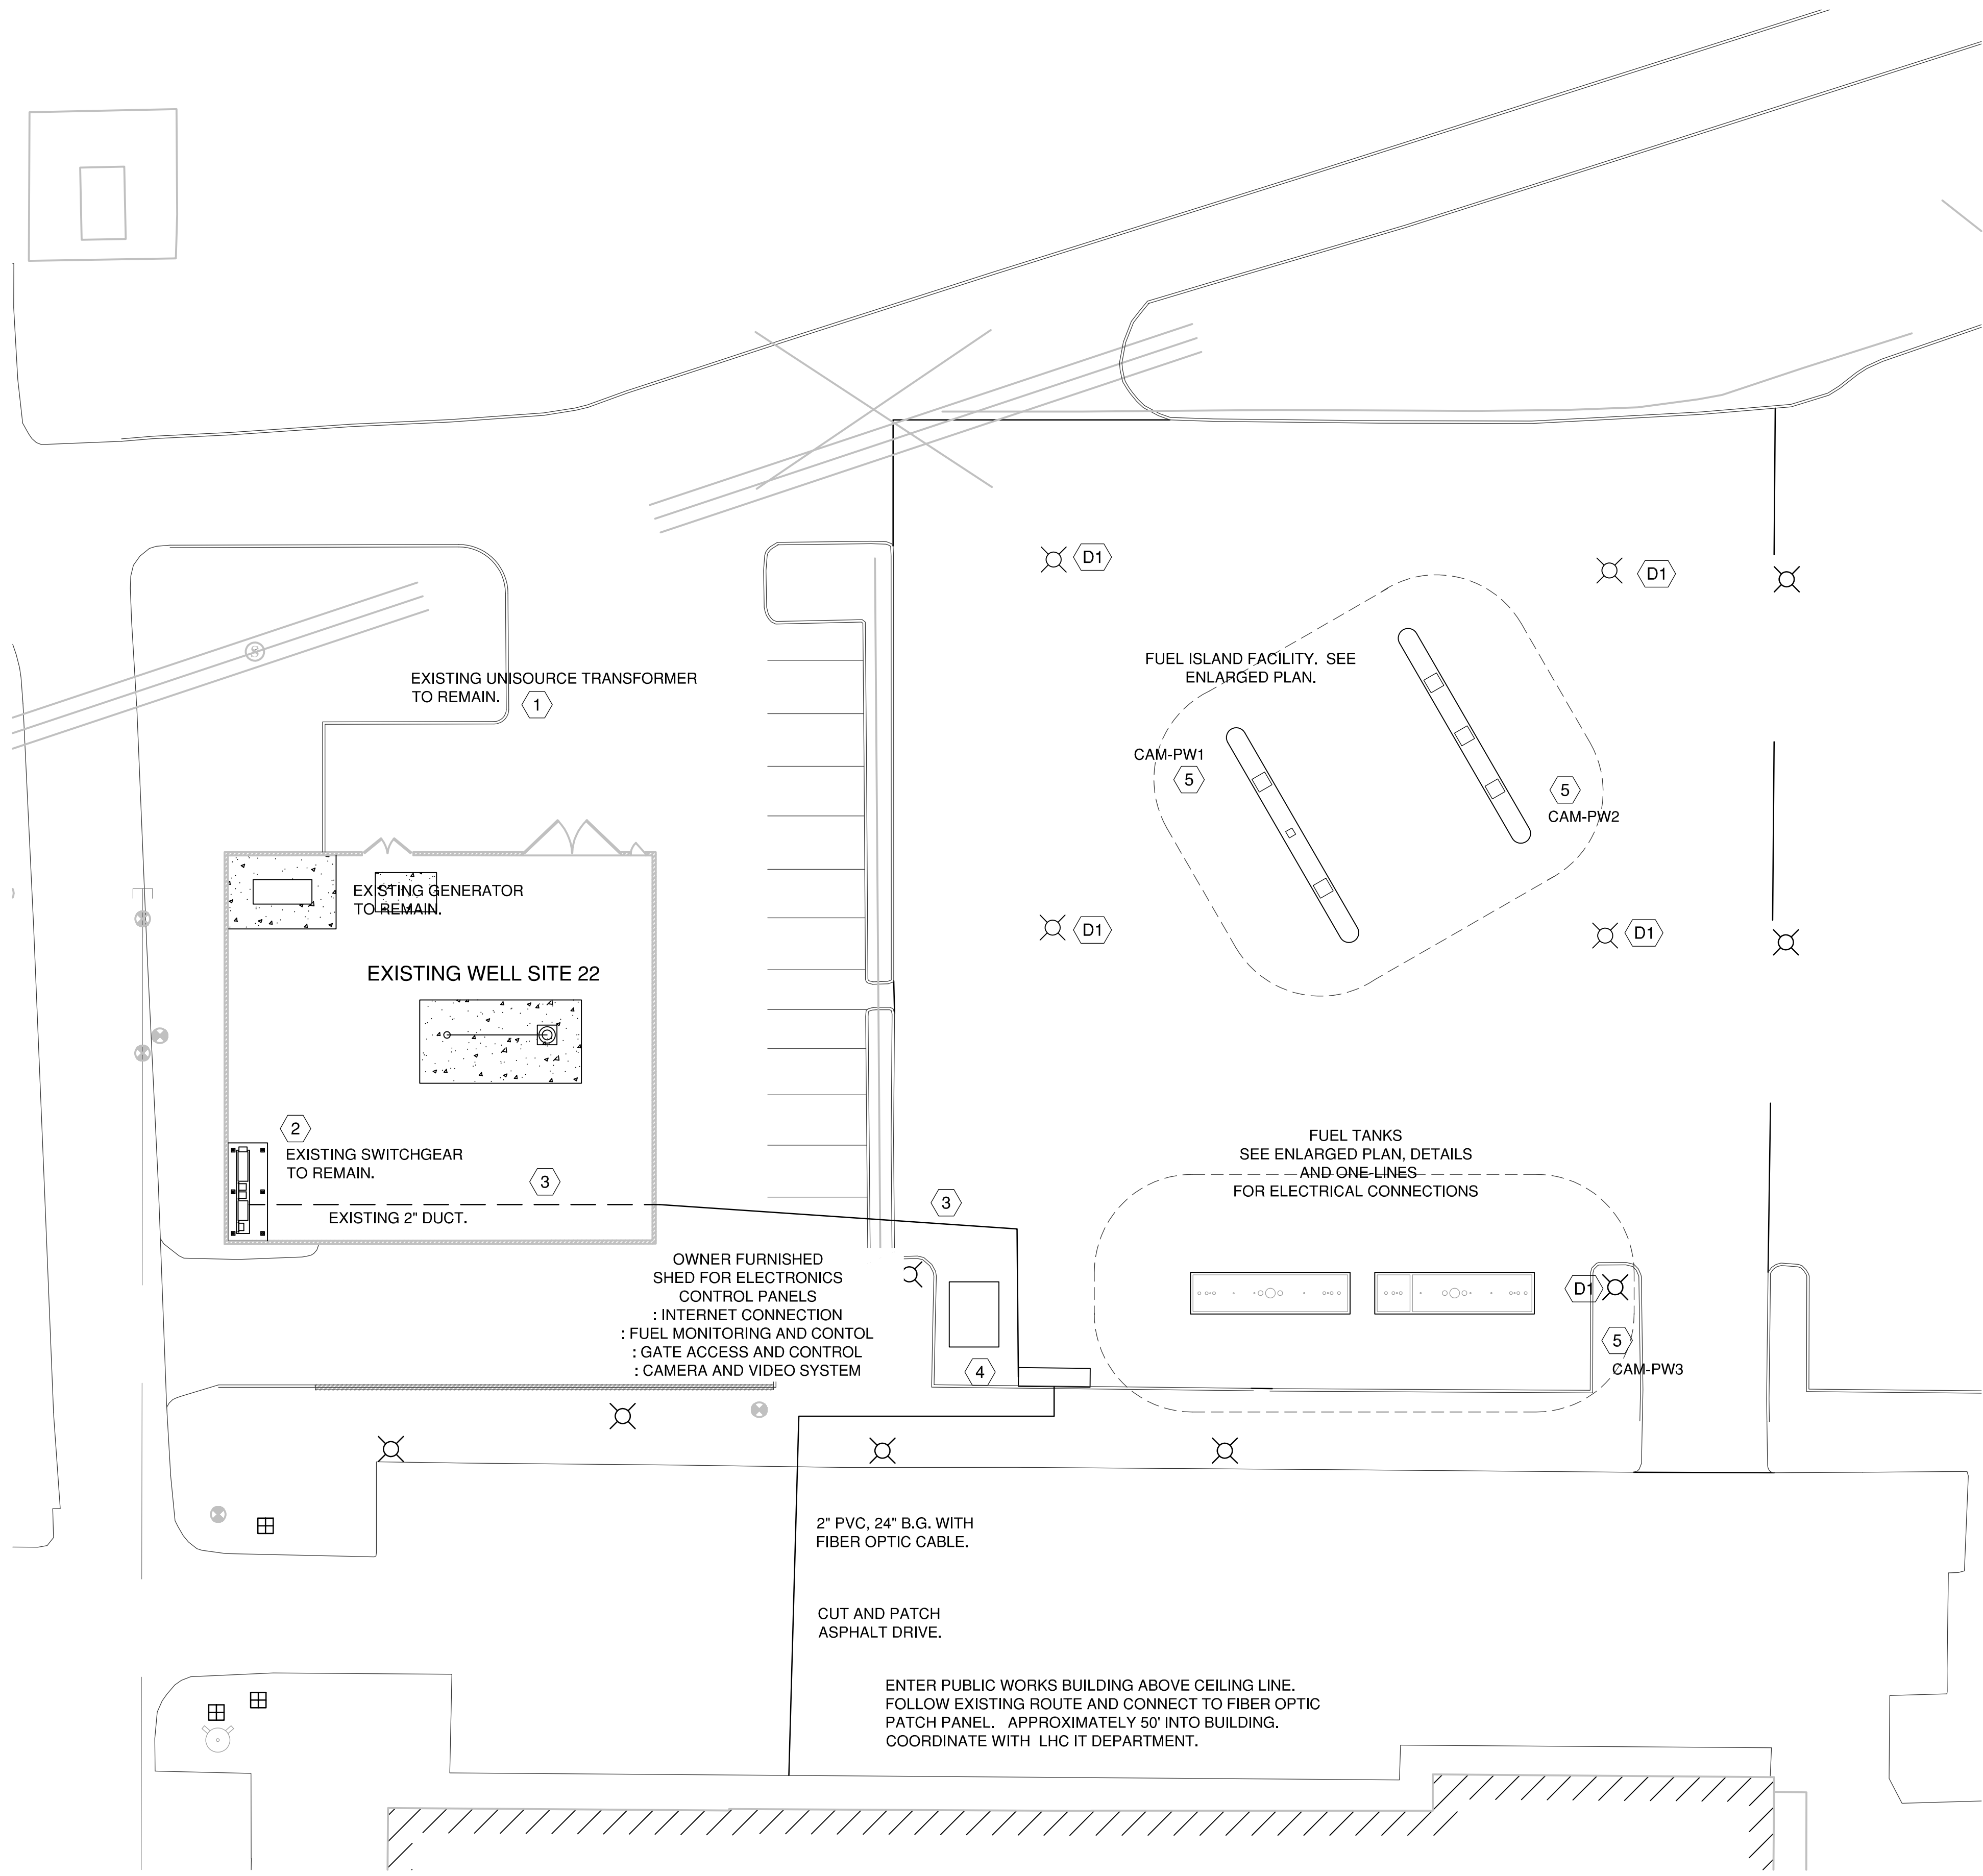 D1
D1
EXISTING UNISOURCE TRANSFORMER
TO REMAIN.
1
S
FUEL ISLAND FACILITY. SEE
ENLARGED PLAN.
CAM-PW1
5
5
CAM-PW2
EXISTING GENERATOR
TO REMAIN.
D1
D1
EXISTING WELL SITE 22
2
EXISTING SWITCHGEAR
TO REMAIN.
3
EXISTING 2" DUCT.
3
FUEL TANKS
SEE ENLARGED PLAN, DETAILS
AND ONE-LINES
FOR ELECTRICAL CONNECTIONS
OWNER FURNISHED
SHED FOR ELECTRONICS
CONTROL PANELS
: INTERNET CONNECTION
: FUEL MONITORING AND CONTOL
: GATE ACCESS AND CONTROL
: CAMERA AND VIDEO SYSTEM
4
D1
5
CAM-PW3
2" PVC, 24" B.G. WITH
FIBER OPTIC CABLE.
CUT AND PATCH
ASPHALT DRIVE.
ENTER PUBLIC WORKS BUILDING ABOVE CEILING LINE.
FOLLOW EXISTING ROUTE AND CONNECT TO FIBER OPTIC
PATCH PANEL. APPROXIMATELY 50' INTO BUILDING.
COORDINATE WITH LHC IT DEPARTMENT.